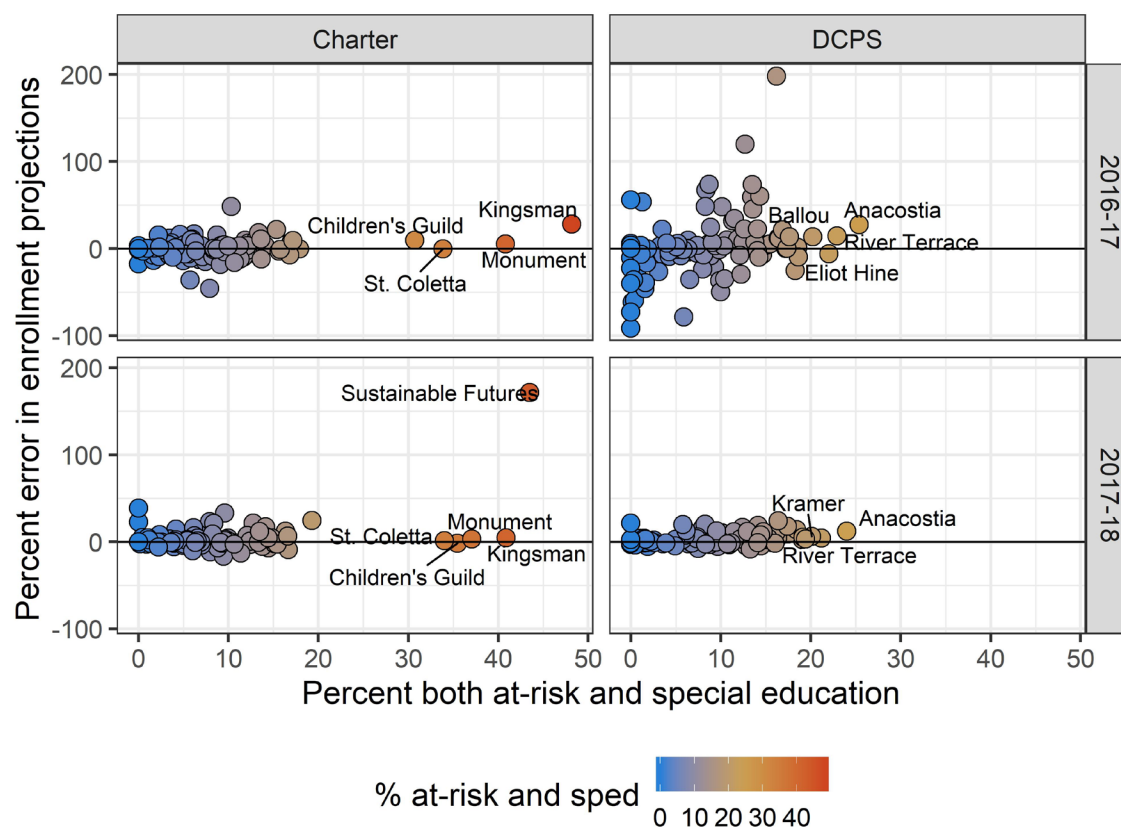 Charter
DCPS
Percent error in enrollment projections
200
100
0
-100
Children's Guild
Kingsman
St. Coletta
Monument
Ballou
Anacostia
River Terrace
Eliot Hine
2016-17
200
100
0
-100
Sustainable Futures
St. Coletta
Monument
Children's Guild
Kingsman
Kramer
Anacostia
River Terrace
2017-18
0 10 20 30 40 50
0 10 20 30 40 50
Percent both at-risk and special education
% at-risk and sped
0 10 20 30 40